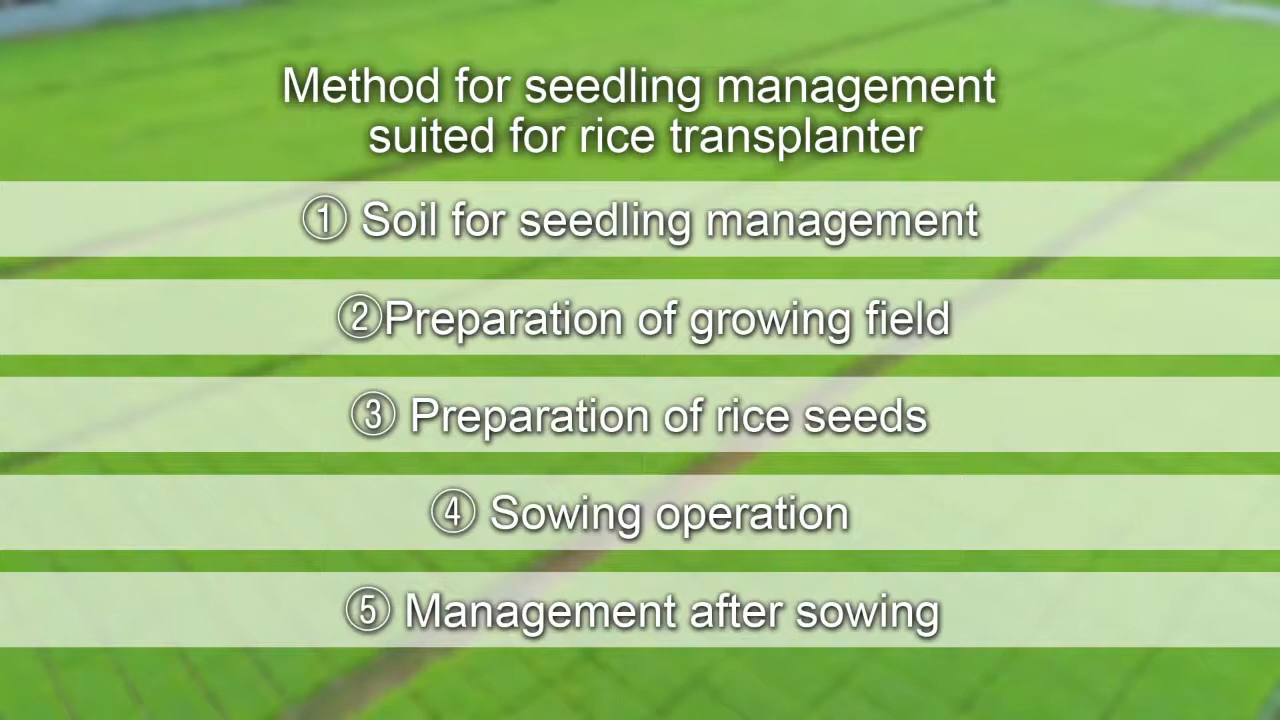 Method for seedling management
suited for rice transplanter
① Soil for seedling management
②Preparation of growing field
③ Preparation of rice seeds
④ Sowing operation
⑤ Management after sowing